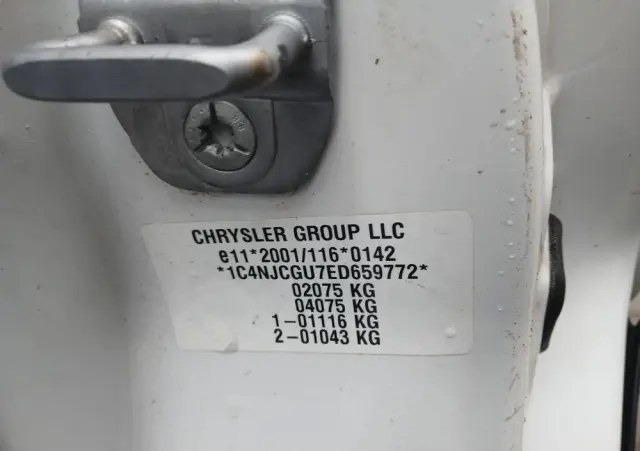 CHRYSLER GROUP LLC
e11*2001/116*0142
*1C4NJCGU7ED659772*
02075 KG
04075 KG
1-01116 KG
2-01043 KG